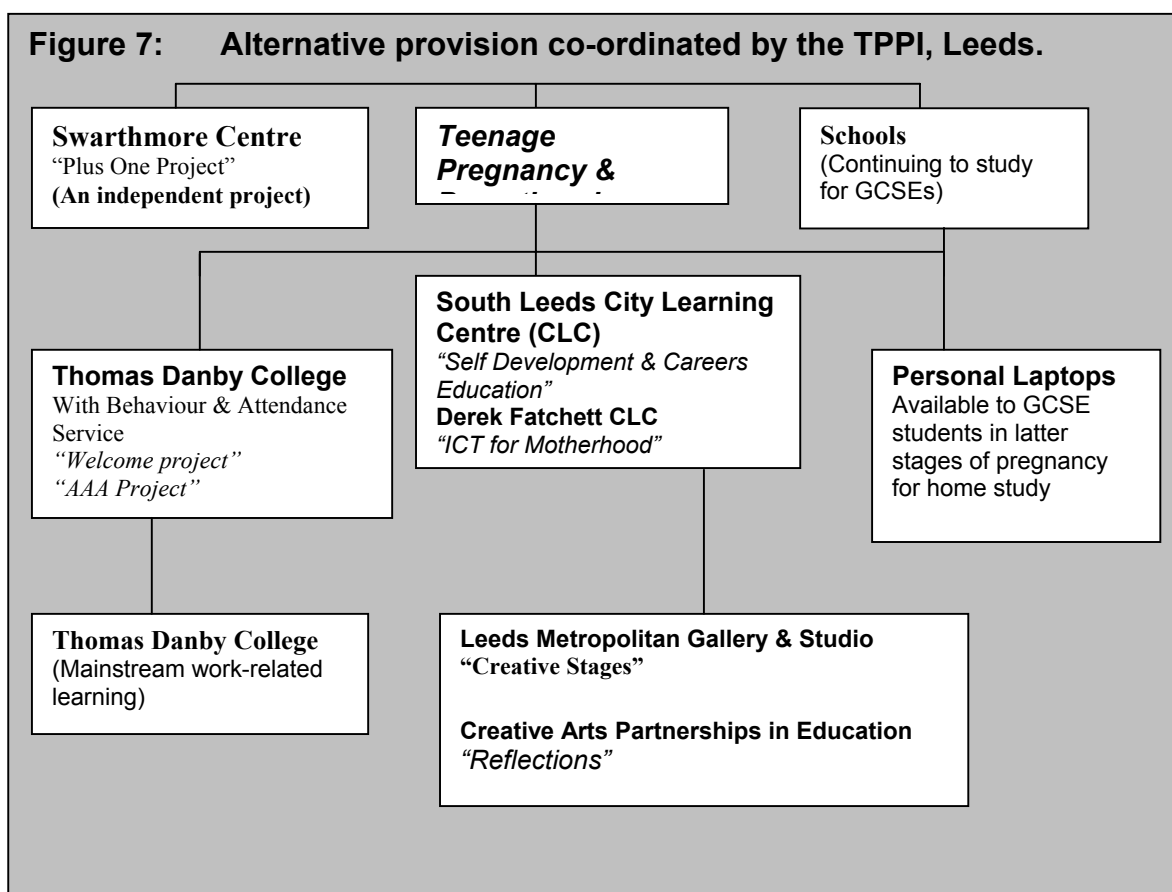 Figure 7: Alternative provision co-ordinated by the TPPI, Leeds.
Swarthmore Centre
“Plus One Project”
(An independent project)
Teenage
Pregnancy &
Schools
(Continuing to study
for GCSEs)
South Leeds City Learning
Centre (CLC)
“Self Development & Careers
Education”
Derek Fatchett CLC
“ICT for Motherhood”
Thomas Danby College
With Behaviour & Attendance
Service
“Welcome project”
“AAA Project”
Personal Laptops
Available to GCSE
students in latter
stages of pregnancy
for home study
Thomas Danby College
(Mainstream work-related
learning)
Leeds Metropolitan Gallery & Studio
“Creative Stages”
Creative Arts Partnerships in Education
“Reflections”